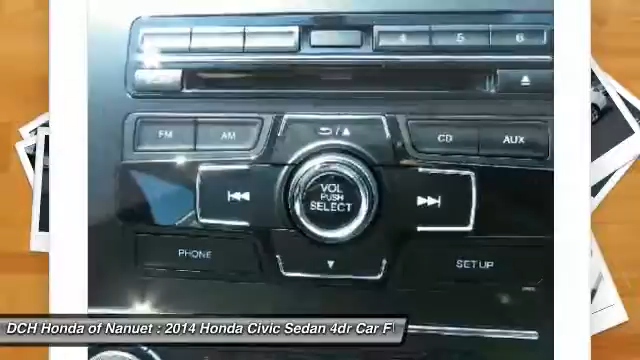 4 5 6
FM AM CD AUX
VOL
PUSH
SELECT
PHONE SETUP
DCH Honda of Nanuet : 2014 Honda Civic Sedan 4dr Car F